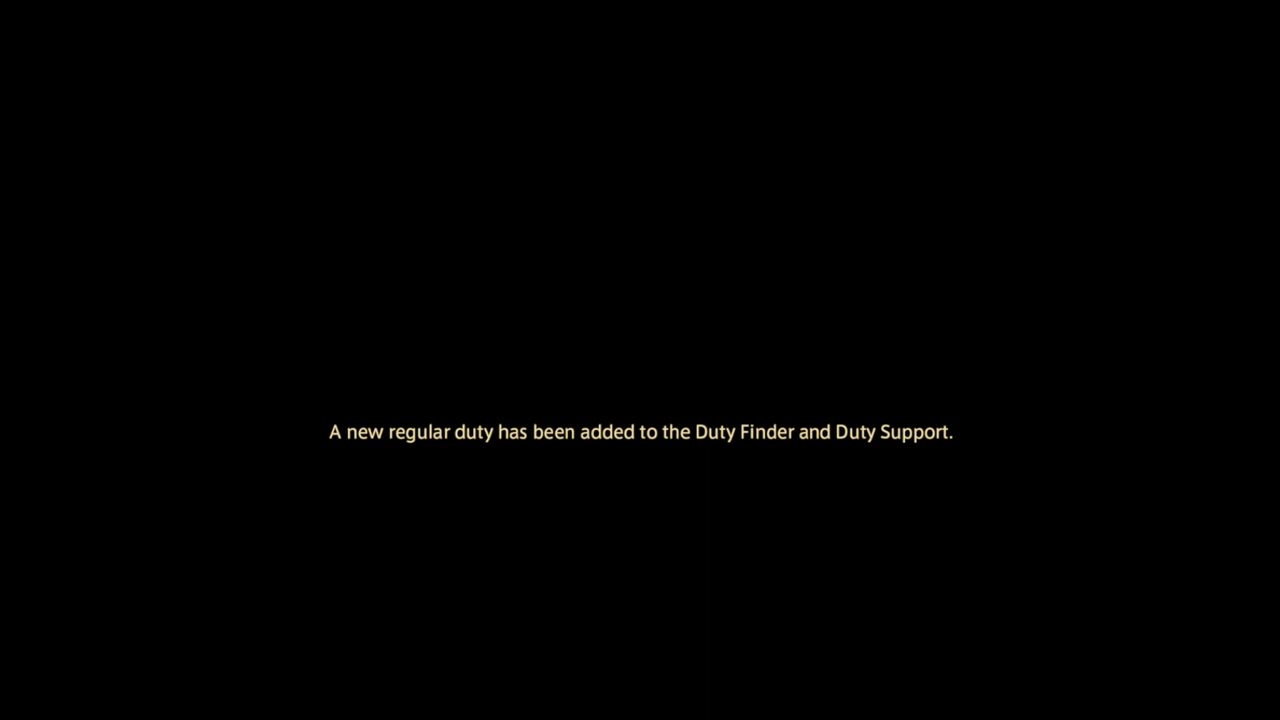 A new regular duty has been added to the Duty Finder and Duty Support.